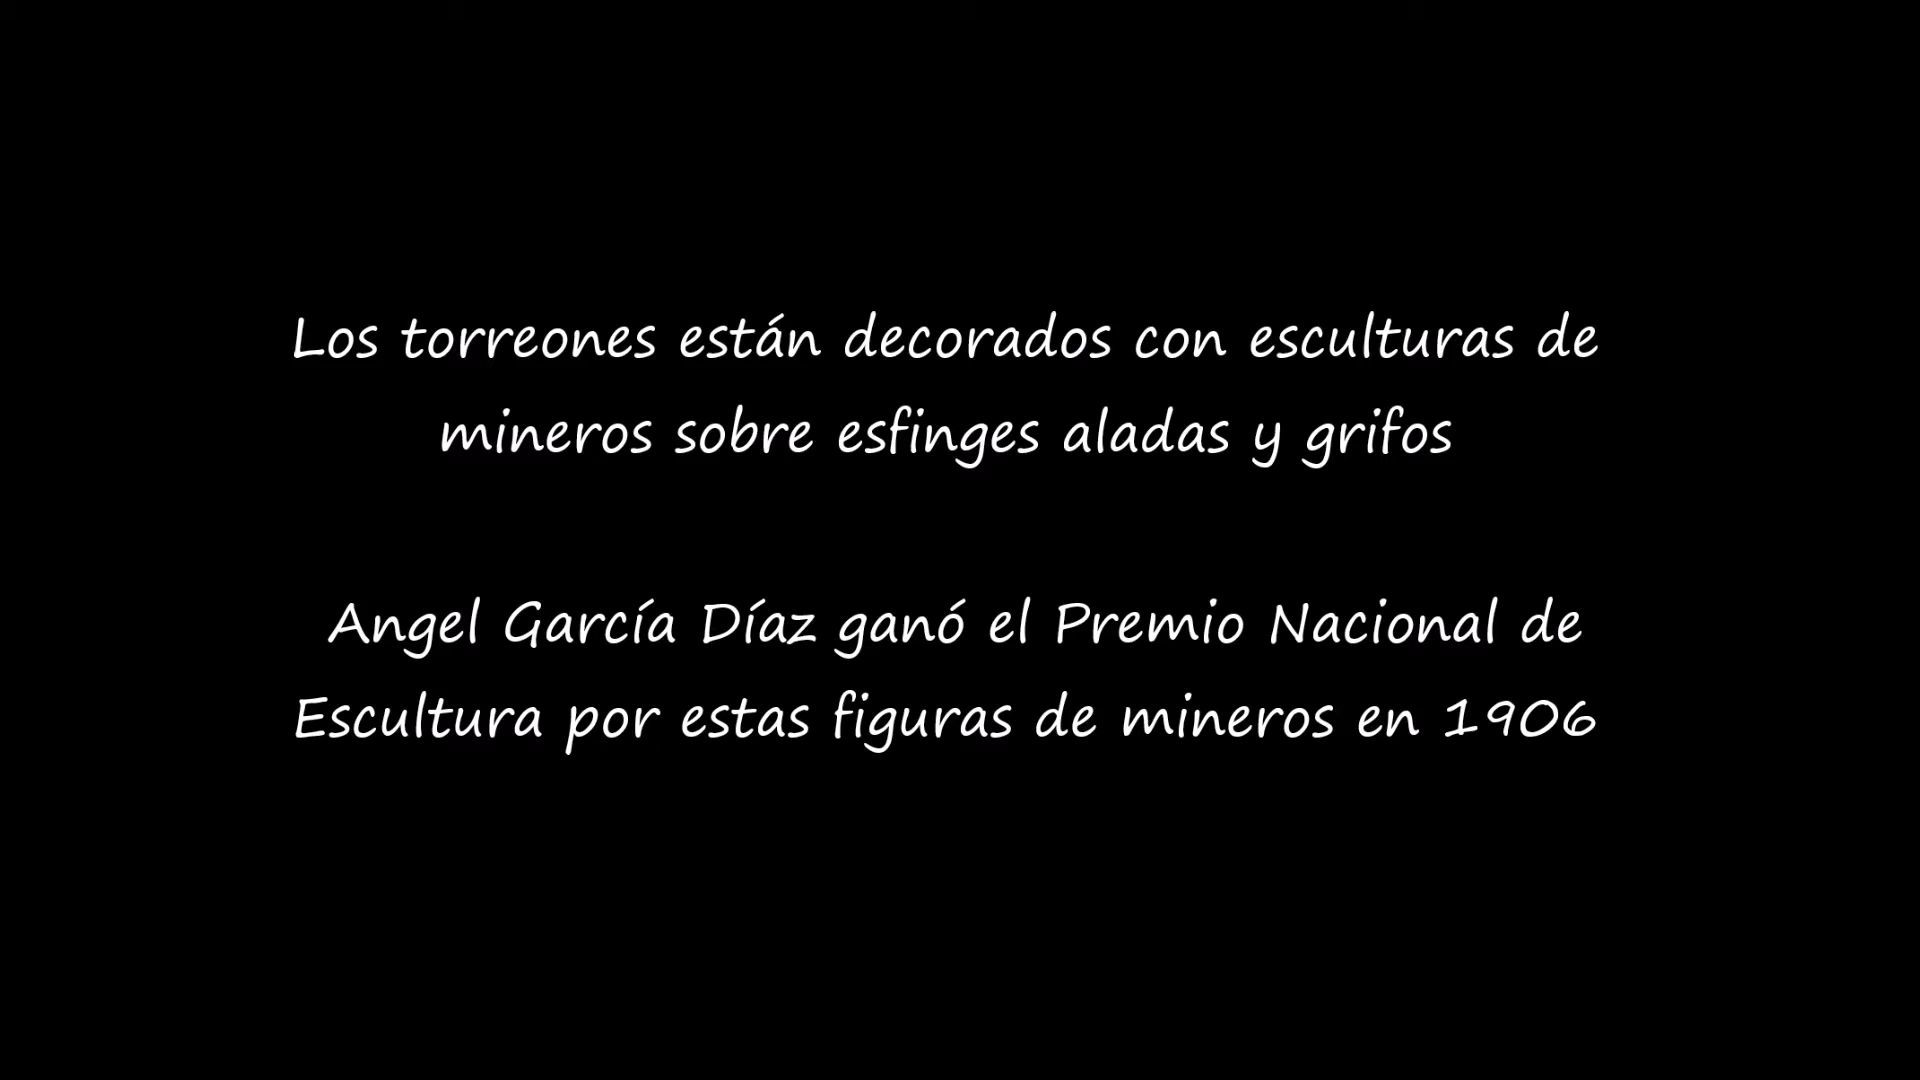 Los torreones están decorados con esculturas de
mineros sobre esfinges aladas y grifos
Angel García Díaz ganó el Premio Nacional de
Escultura por estas figuras de mineros en 1906